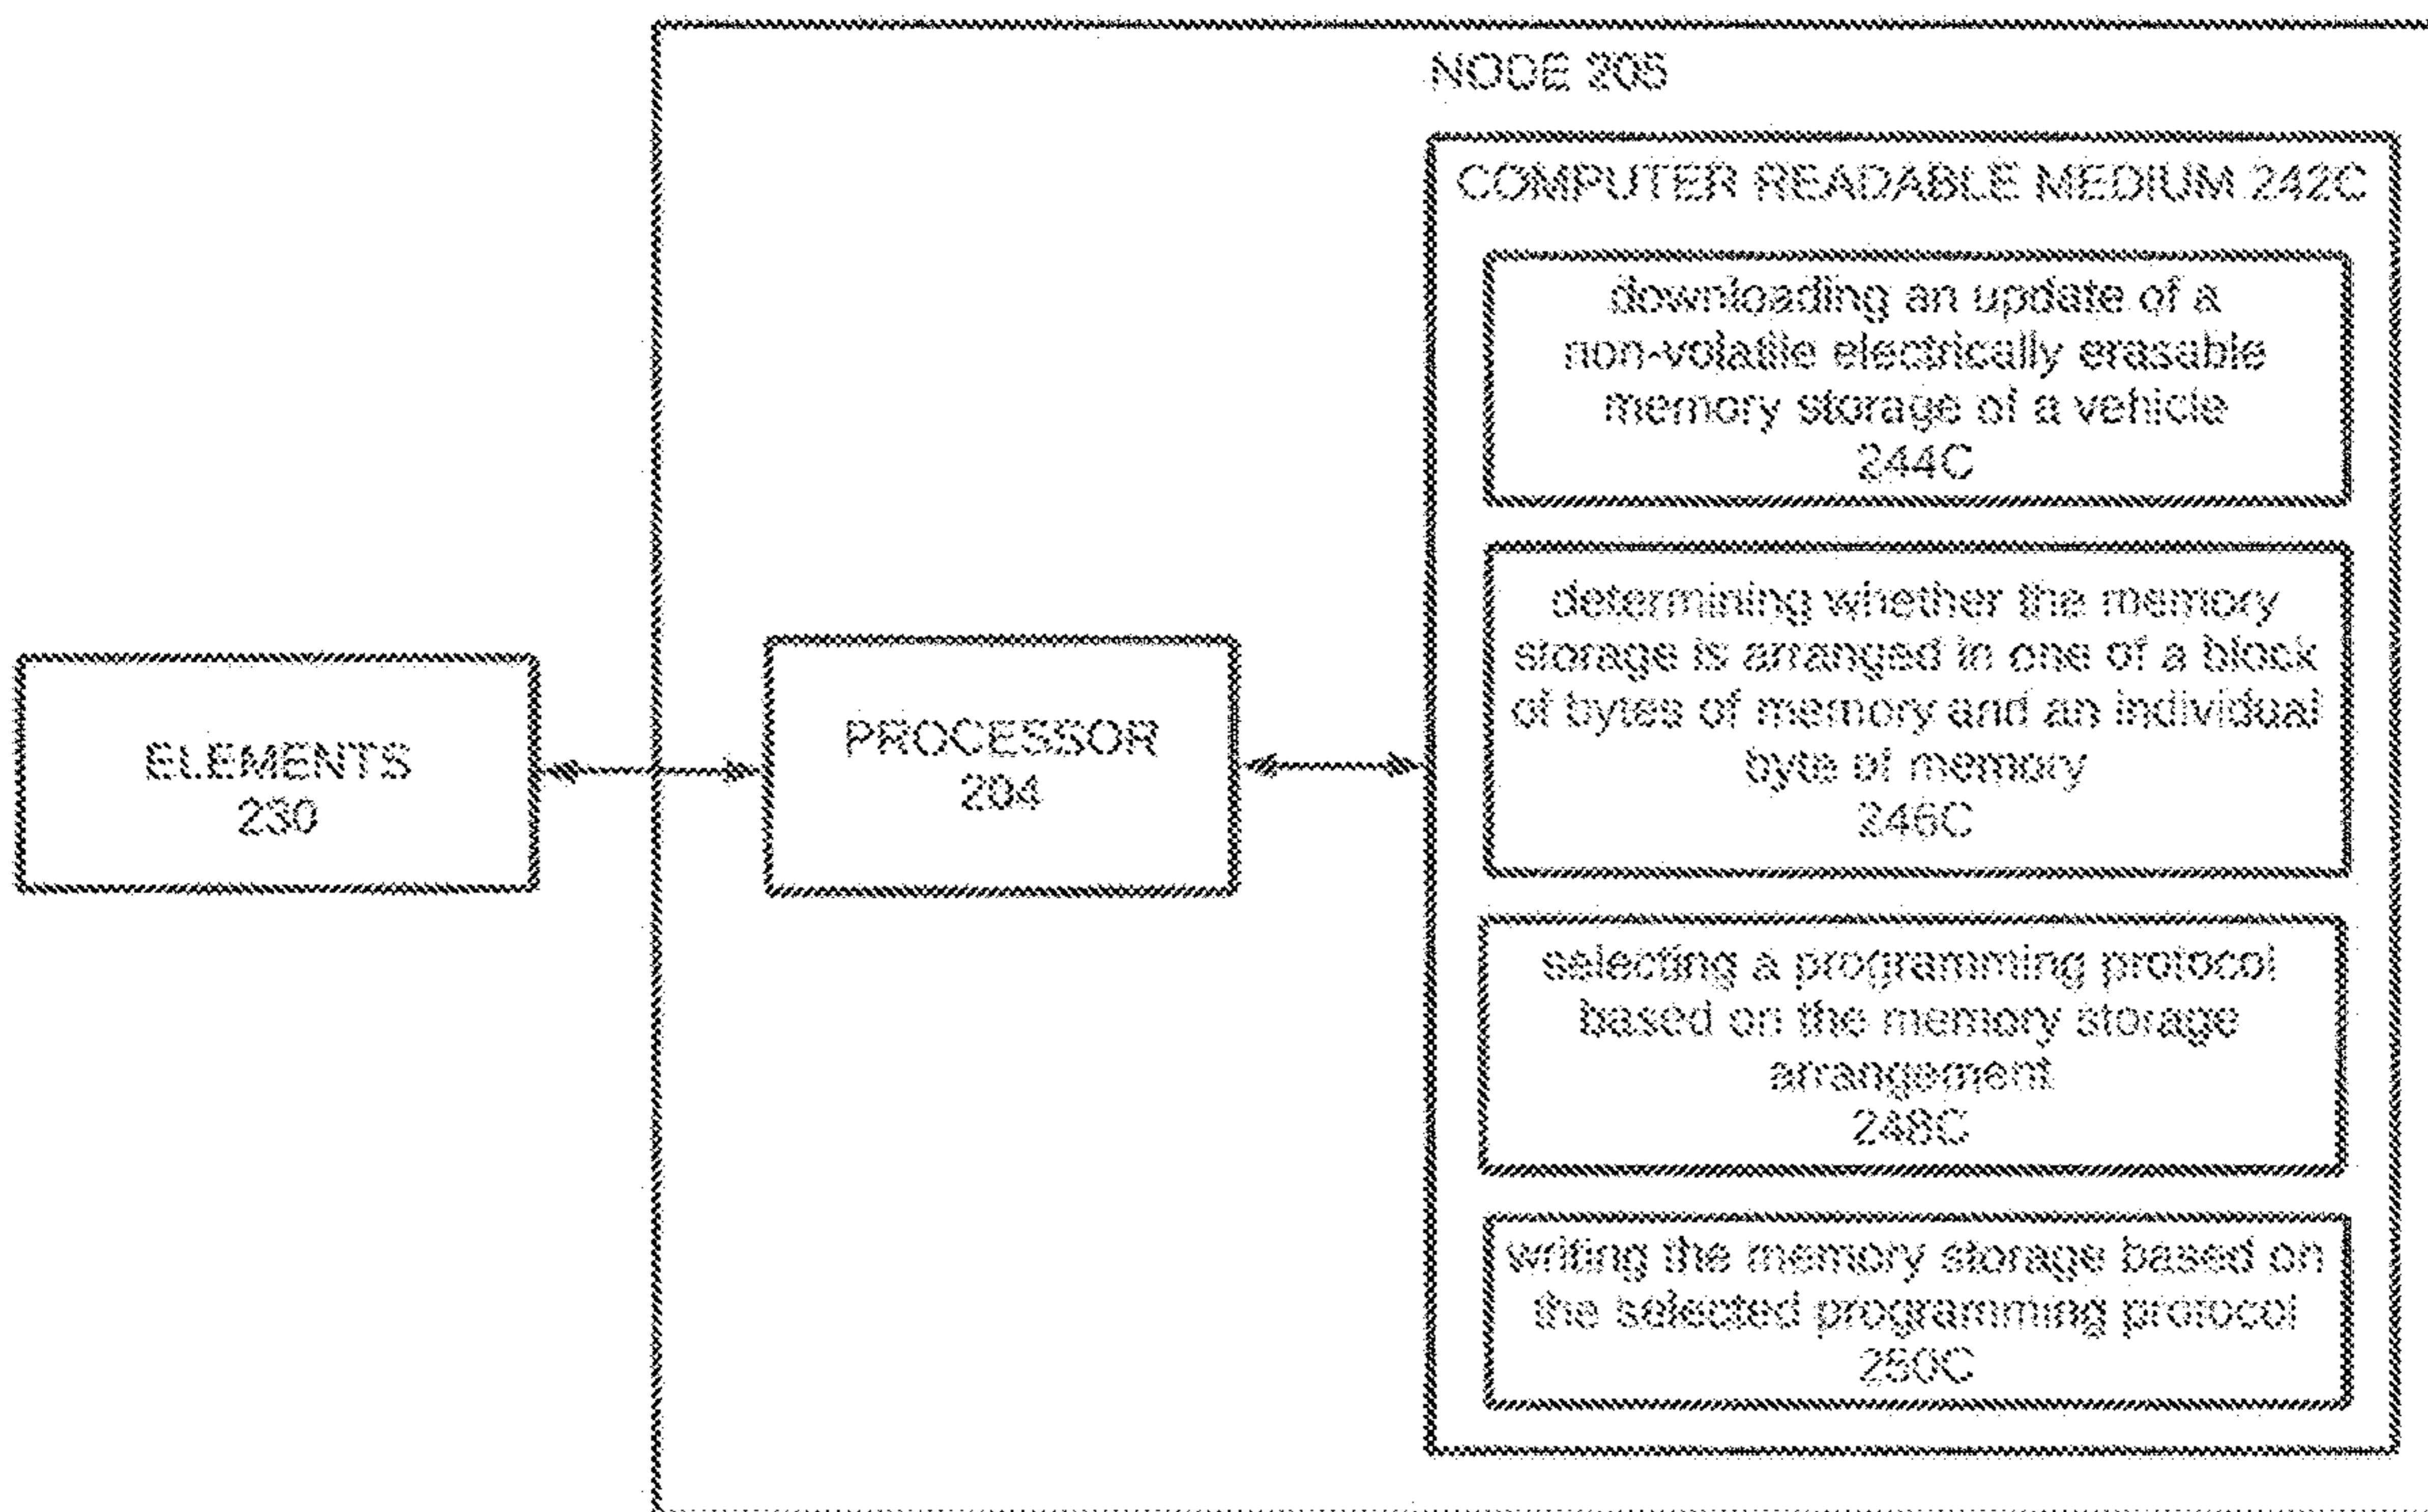 NODE 205
COMPUTER READABLE MEDIUM 242C
downloading an update of a
non-volatile electrically erasable
memory storage of a vehicle
244C
determining whether the memory
storage is arranged in one of a block
of bytes of memory and an individual
byte of memory
246C
ELEMENTS
230
PROCESSOR
204
selecting a programming protocol
based on the memory storage
arrangement
248C
writing the memory storage based on
the selected programming protocol
250C